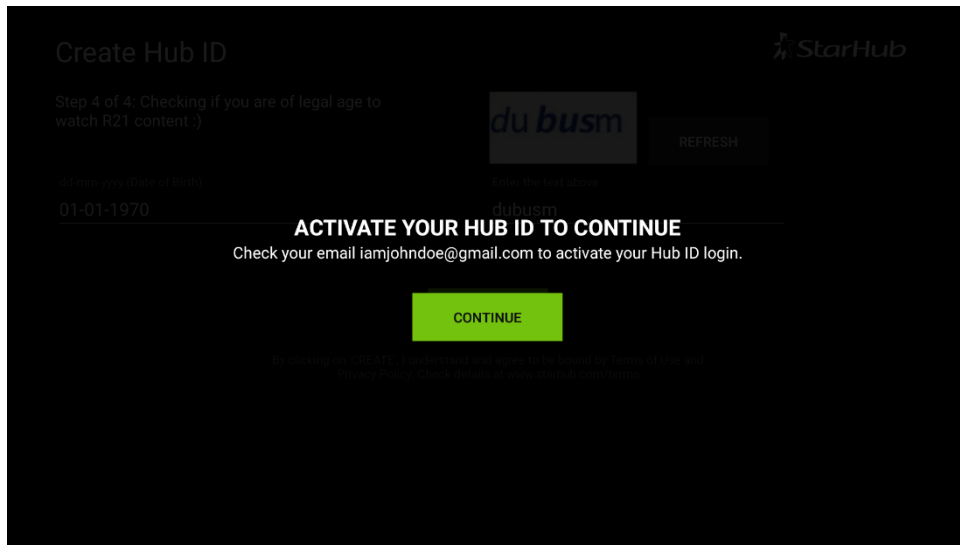 Create Hub ID
StarHub
Step 4 of 4: Checking if you are of legal age to
watch R21 content :)
du busm
REFRESH
dd-mm-yyyy (Date of Birth)
Enter the text above
01-01-1970
dubusm
ACTIVATE YOUR HUB ID TO CONTINUE
Check your email iamjohndoe@gmail.com to activate your Hub ID login.
CONTINUE
By clicking on 'CREATE', I understand and agree to be bound by Terms of Use and
Privacy Policy. Check details at www.starhub.com/terms